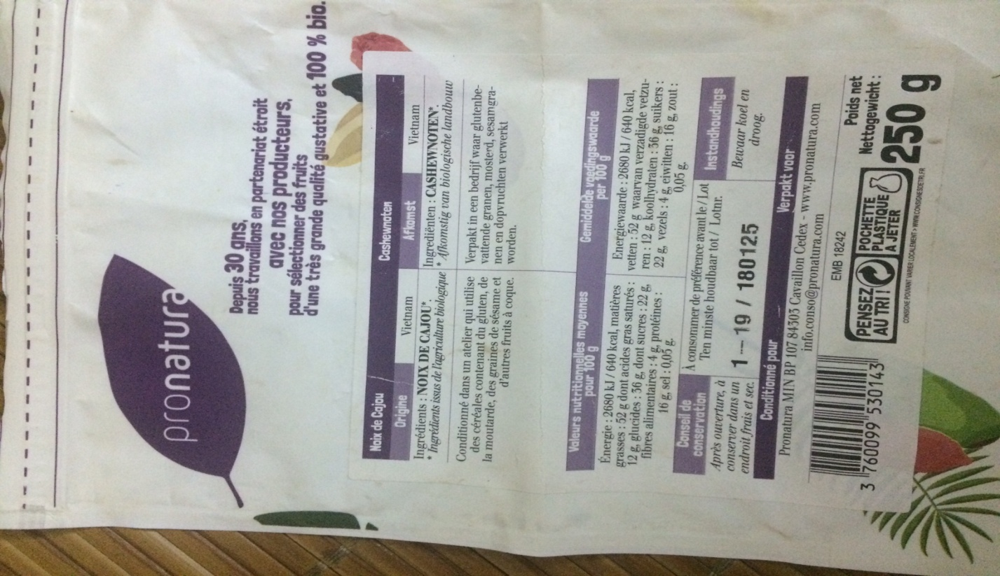 pronatura
Depuis 30 ans,
nous travaillons en partenariat étroit
avec nos producteurs,
pour sélectionner des fruits
d'une très grande qualité gustative et 100 % bio.
Noix de Cajou
Origine
Vietnam
Ingrédients : NOIX DE CAJOU*.
* Ingrédients issus de l'agriculture biologique
Conditionné dans un atelier qui utilise
des céréales contenant du gluten, de
la moutarde, des graines de sésame et
d'autres fruits à coque.
Cashewnoten
Afkomst
Vietnam
Ingrediënten : CASHEWNOTEN*.
* Afkomstig van biologische landbouw
Verpakt in een bedrijf waar glutenbe-
vattende granen, mosterd, sesamgra-
nen en dopvruchten verwerkt
worden.
Valeurs nutritionnelles moyennes
pour 100 g
Énergie : 2680 kJ / 640 kcal, matières
grasses : 52 g dont acides gras saturés :
12 g, glucides : 36 g, dont sucres : 22 g,
fibres alimentaires : 4 g, protéines :
16 g, sel : 0,05 g.
Gemiddelde voedingswaarde
per 100 g
Energiewaarde : 2680 kJ / 640 kcal,
vetten : 52 g waarvan verzadigde vetzu-
ren : 12 g, koolhydraten : 36 g, suikers :
22 g, vezels : 4 g, eiwitten : 16 g, zout :
0,05 g.
Conseil de
conservation
Après ouverture, à
conserver dans un
endroit frais et sec.
À consommer de préférence avant le / Lot
Ten minste houdbaar tot / Lotnr.
1---19 / 180125
Instandhoudings
Bewaar koel en
droog.
Conditionné pour
Verpakt voor
Pronatura MIN BP 107 84303 Cavaillon Cedex - www.pronatura.com
info.conso@pronatura.com
EMB 18242
3 760099 530143
PENSEZ
AU TRI !
POCHETTE
PLASTIQUE
À JETER
CONSIGNE POUVANT VARIER LOCALEMENT > WWW.CONSIGNESDETRI.FR
Poids net
Nettogewicht :
250 g